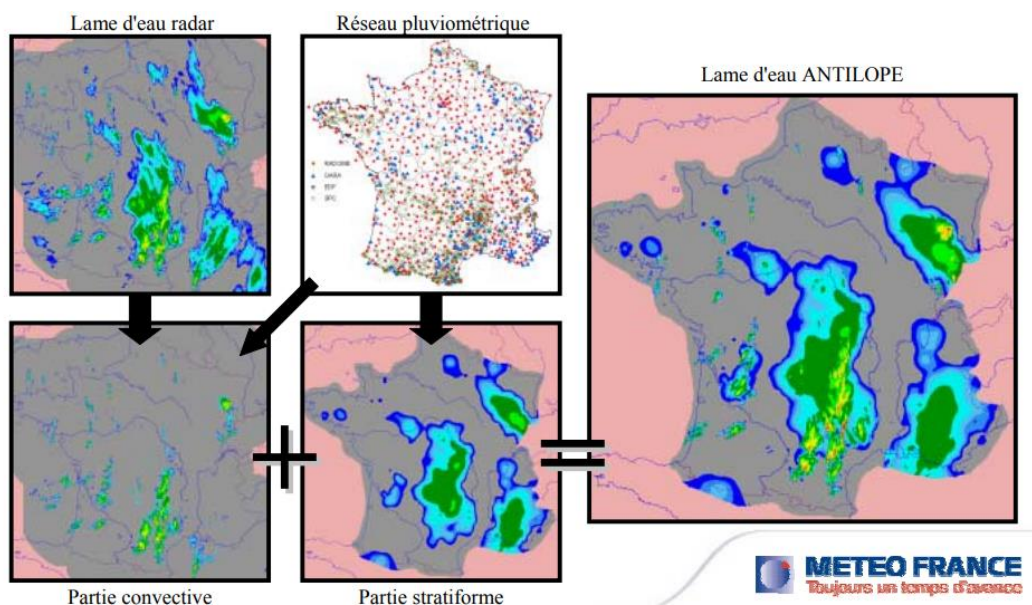 Lame d'eau radar
Réseau pluviométrique
Lame d'eau ANTILOPE
Partie convective
Partie stratiforme
METEO FRANCE
Toujours un temps d'avance